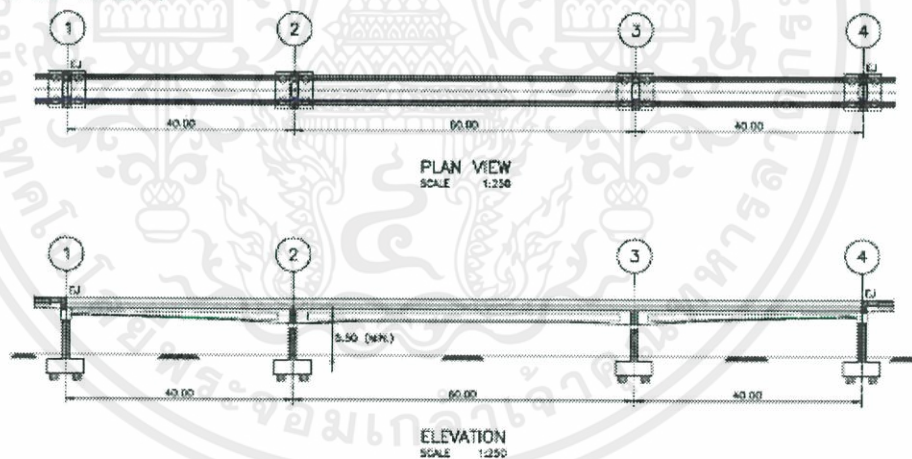 1 2 3 4
EJ EJ
40.00 60.00 40.00
PLAN VIEW
SCALE 1:250
1 2 3 4
EJ EJ
5.50 (MIN.)
40.00 60.00 40.00
ELEVATION
SCALE 1:250